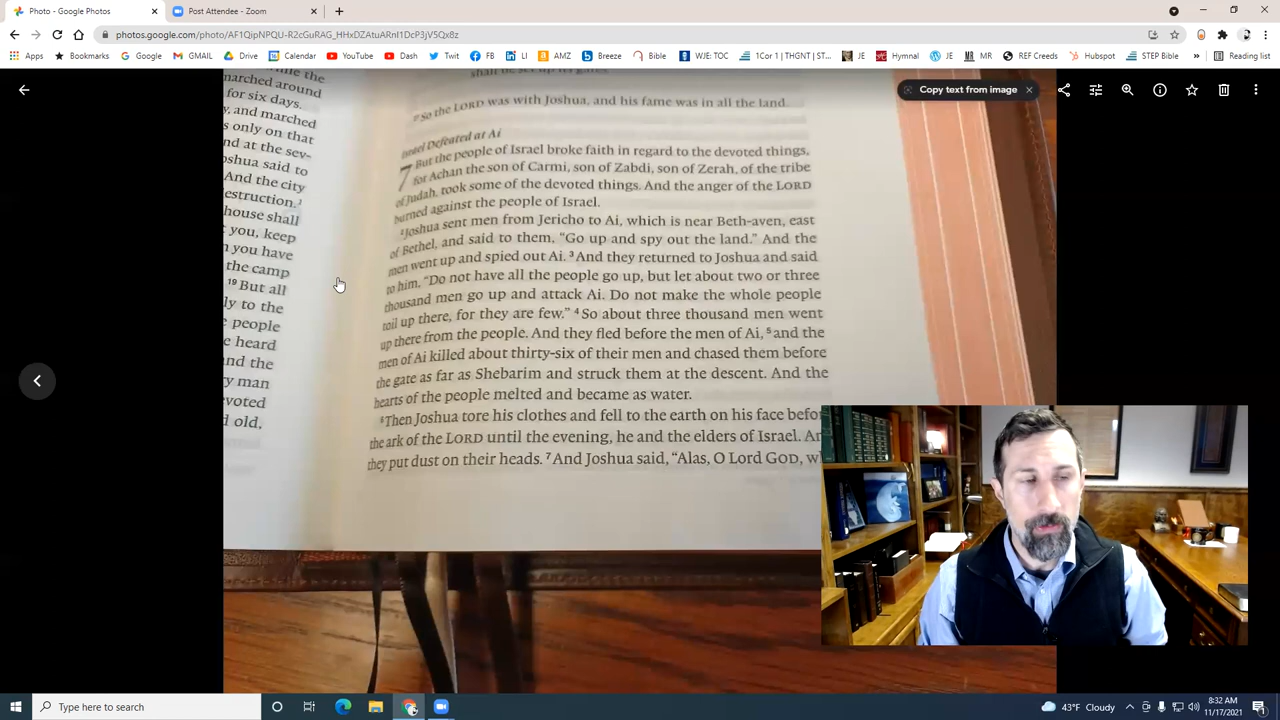 Photo - Google Photos
Post Attendee - Zoom
photos.google.com/photo/AF1QipNPQU-R2cGuRAG_HHxDZAtuARNI1DcP3jV5Qx8z
Apps
Bookmarks
Google
GMAIL
Drive
Calendar
YouTube
Dash
Twit
FB
LI
AMZ
Breeze
Bible
WJE: TOC
1Cor 1 | THGNT | ST...
JE
Hymnal
JE
MR
REF Creeds
Hubspot
STEP Bible
Reading list
Copy text from image
marched around
for six days.
and marched
s only on that
nd at the sev-
oshua said to
And the city
estruction.
house shall
you, keep
you have
the camp
19 But all
ly to the
people
e heard
nd the
ry man
evoted
old,
27 So the LORD was with Joshua, and his fame was in all the land.
Israel Defeated at Ai
7 But the people of Israel broke faith in regard to the devoted things,
for Achan the son of Carmi, son of Zabdi, son of Zerah, of the tribe
of Judah, took some of the devoted things. And the anger of the LORD
burned against the people of Israel.
2 Joshua sent men from Jericho to Ai, which is near Beth-aven, east
of Bethel, and said to them, “Go up and spy out the land.” And the
men went up and spied out Ai. 3 And they returned to Joshua and said
to him, “Do not have all the people go up, but let about two or three
thousand men go up and attack Ai. Do not make the whole people
toil up there, for they are few.” 4 So about three thousand men went
up there from the people. And they fled before the men of Ai, 5 and the
men of Ai killed about thirty-six of their men and chased them before
the gate as far as Shebarim and struck them at the descent. And the
hearts of the people melted and became as water.
6 Then Joshua tore his clothes and fell to the earth on his face befo
the ark of the LORD until the evening, he and the elders of Israel. An
they put dust on their heads. 7 And Joshua said, “Alas, O Lord GOD, w
Type here to search
43°F Cloudy
8:32 AM
11/17/2021